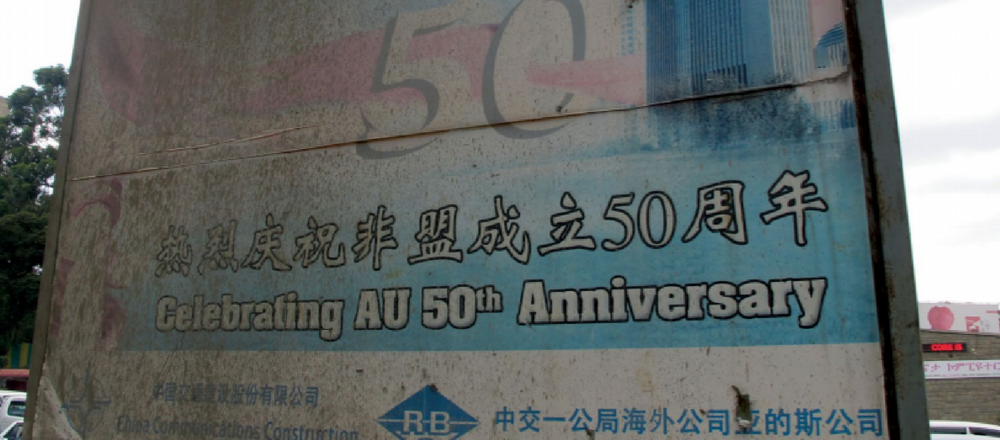 50
热烈庆祝非盟成立50周年
Celebrating AU 50th Anniversary
中国交通建设股份有限公司
China Communications Construction
RB
中交一公局海外公司亚的斯公司